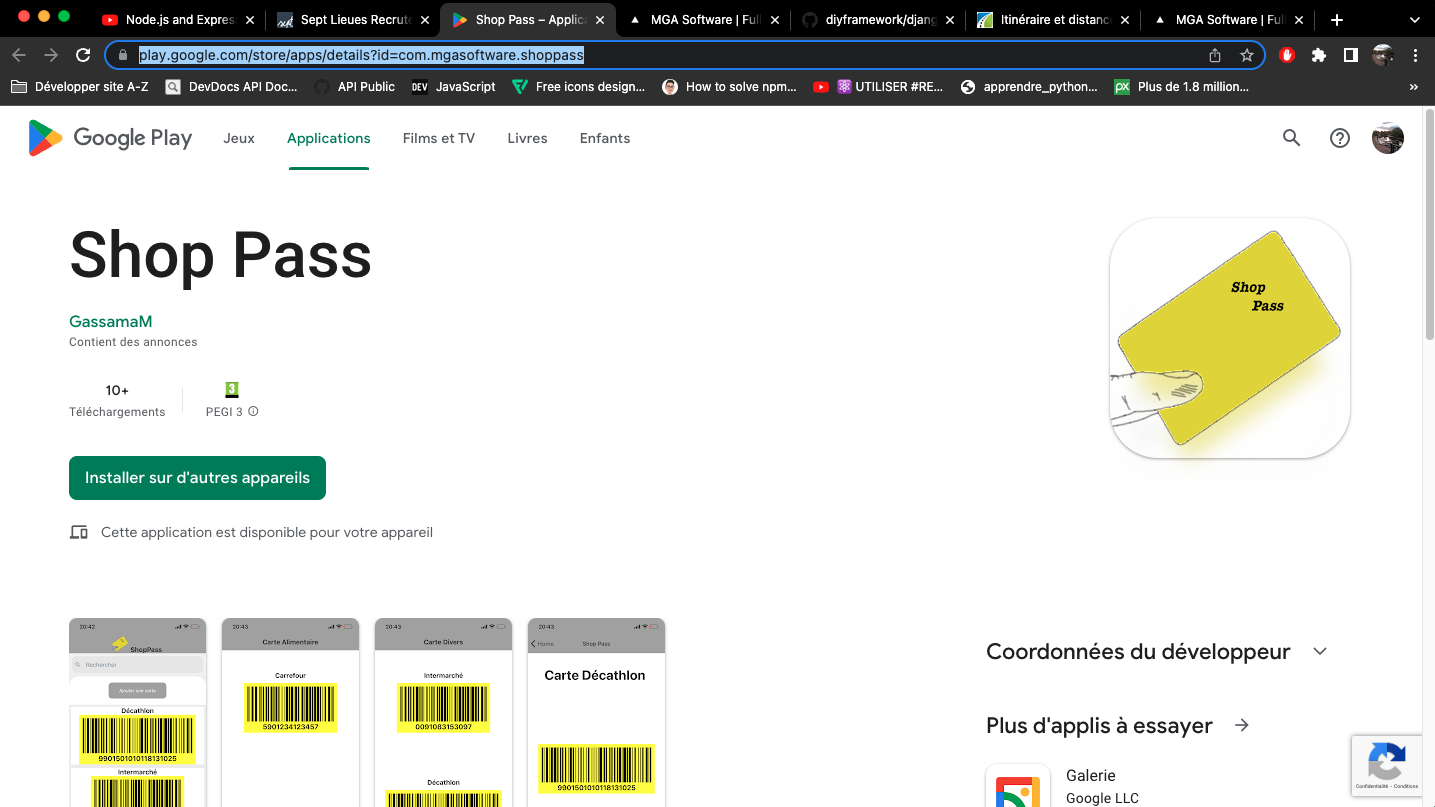 Node.js and Expres
Sept Lieues Recrute
Shop Pass – Applic
MGA Software | Full
diyframework/djang
Itinéraire et distance
MGA Software | Full
play.google.com/store/apps/details?id=com.mgasoftware.shoppass
Développer site A-Z
DevDocs API Doc...
API Public
DEV JavaScript
Free icons design...
How to solve npm...
UTILISER #RE...
apprendre_python...
px Plus de 1.8 million...
»
Google Play
Jeux
Applications
Films et TV
Livres
Enfants
Shop Pass
GassamaM
Contient des annonces
10+
Téléchargements
3
PEGI 3
Installer sur d'autres appareils
Cette application est disponible pour votre appareil
Shop
Pass
20:42
ShopPass
Rechercher
Ajouter une carte
Décathlon
9901501010118131025
Intermarché
20:43
Carte Alimentaire
Carrefour
5901234123457
20:43
Carte Divers
Intermarché
0091083153097
Décathlon
20:43
Home
Shop Pass
Carte Décathlon
9901501010118131025
Coordonnées du développeur
Plus d'applis à essayer
Galerie
Google LLC
Confidentialité - Conditions